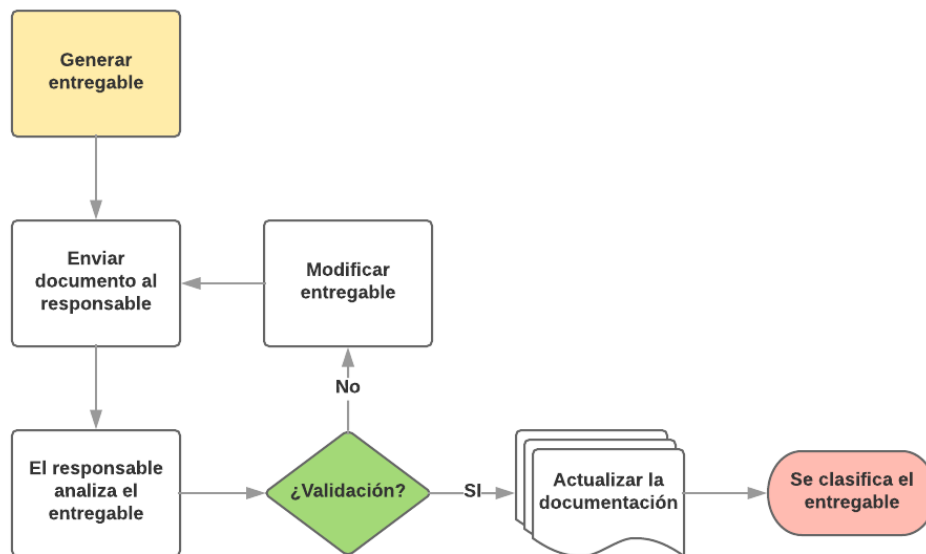 Generar
entregable
Enviar
documento al
responsable
Modificar
entregable
No
El responsable
analiza el
entregable
¿Validación?
SI
Actualizar la
documentación
Se clasifica el
entregable